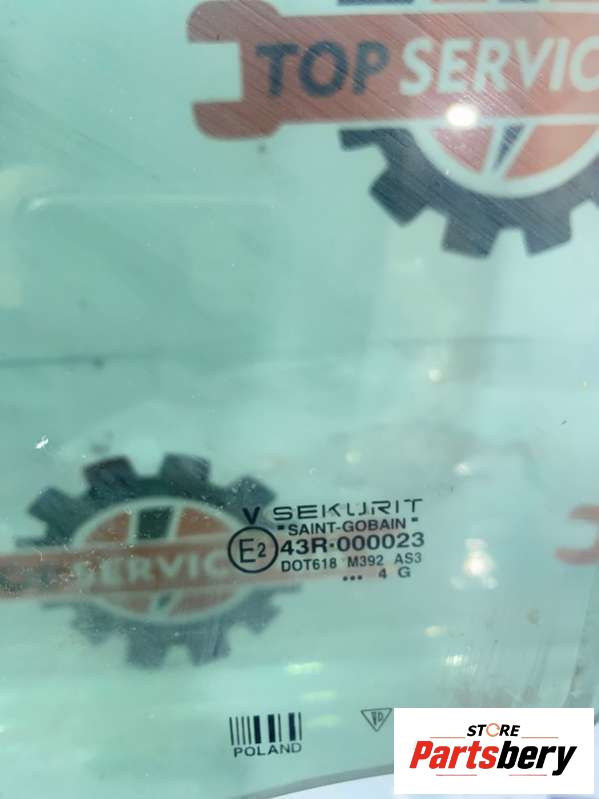 TOP SERVIC
SERVIC
V SEKURIT
"SAINT-GOBAIN"
E2 43R-000023
DOT618 M392 AS3
... 4 G
POLAND
STORE
Partsbery